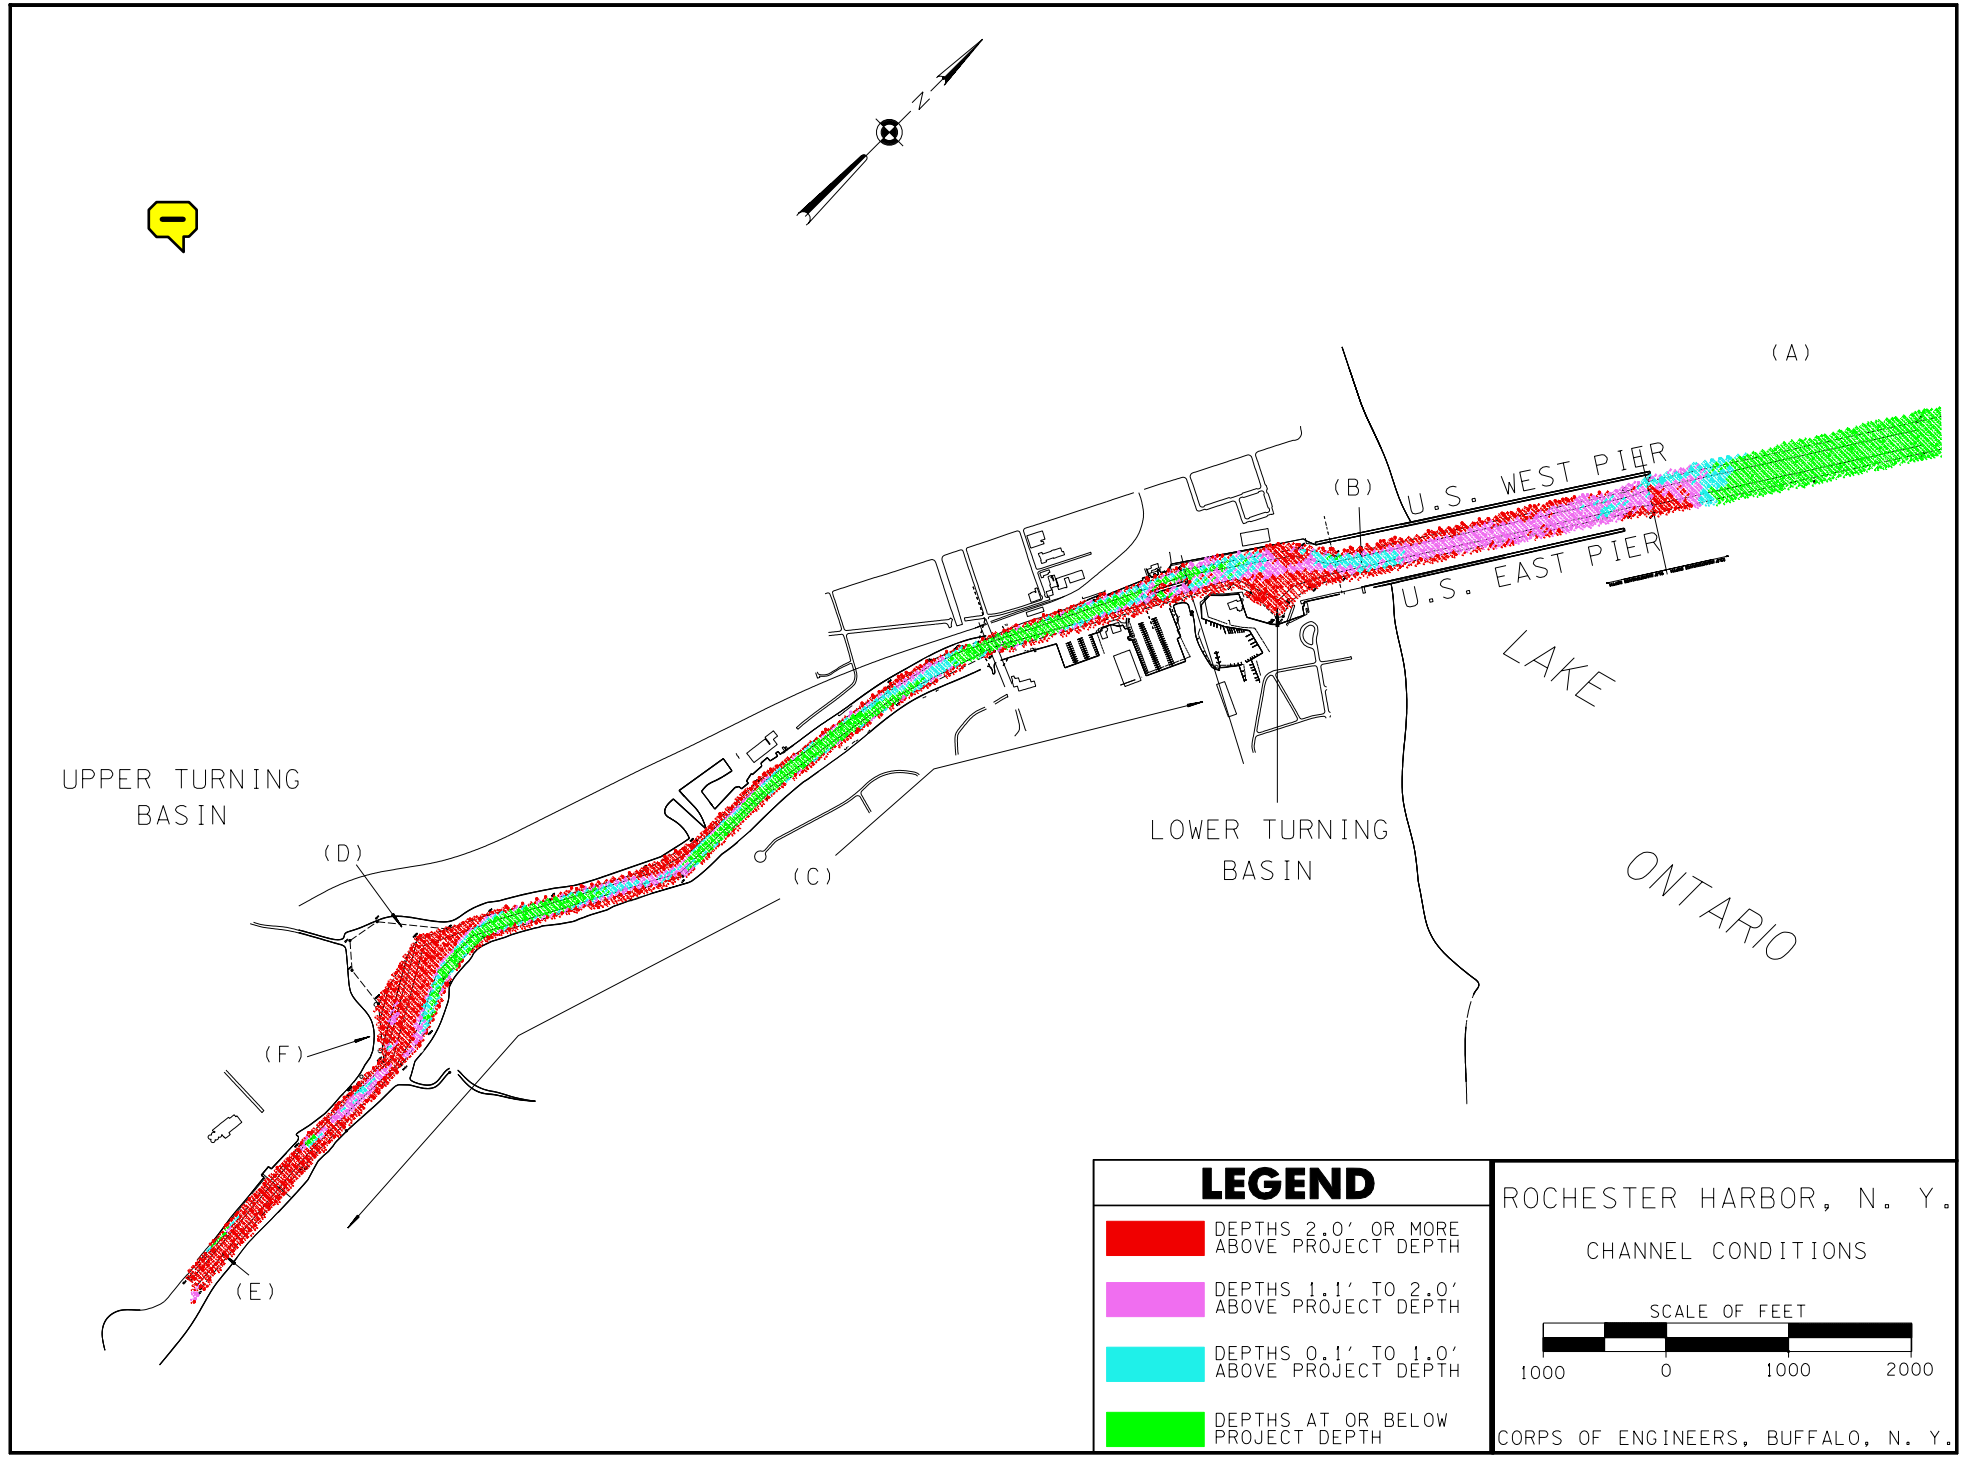 N
(A)
U.S. WEST PIER
(B)
U.S. EAST PIER
LAKE
ONTARIO
UPPER TURNING
BASIN
LOWER TURNING
BASIN
(D)
(C)
(F)
(E)
LEGEND
DEPTHS 2.0' OR MORE
ABOVE PROJECT DEPTH
DEPTHS 1.1' TO 2.0'
ABOVE PROJECT DEPTH
DEPTHS 0.1' TO 1.0'
ABOVE PROJECT DEPTH
DEPTHS AT OR BELOW
PROJECT DEPTH
ROCHESTER HARBOR, N. Y.
CHANNEL CONDITIONS
SCALE OF FEET
1000 0 1000 2000
CORPS OF ENGINEERS, BUFFALO, N. Y.